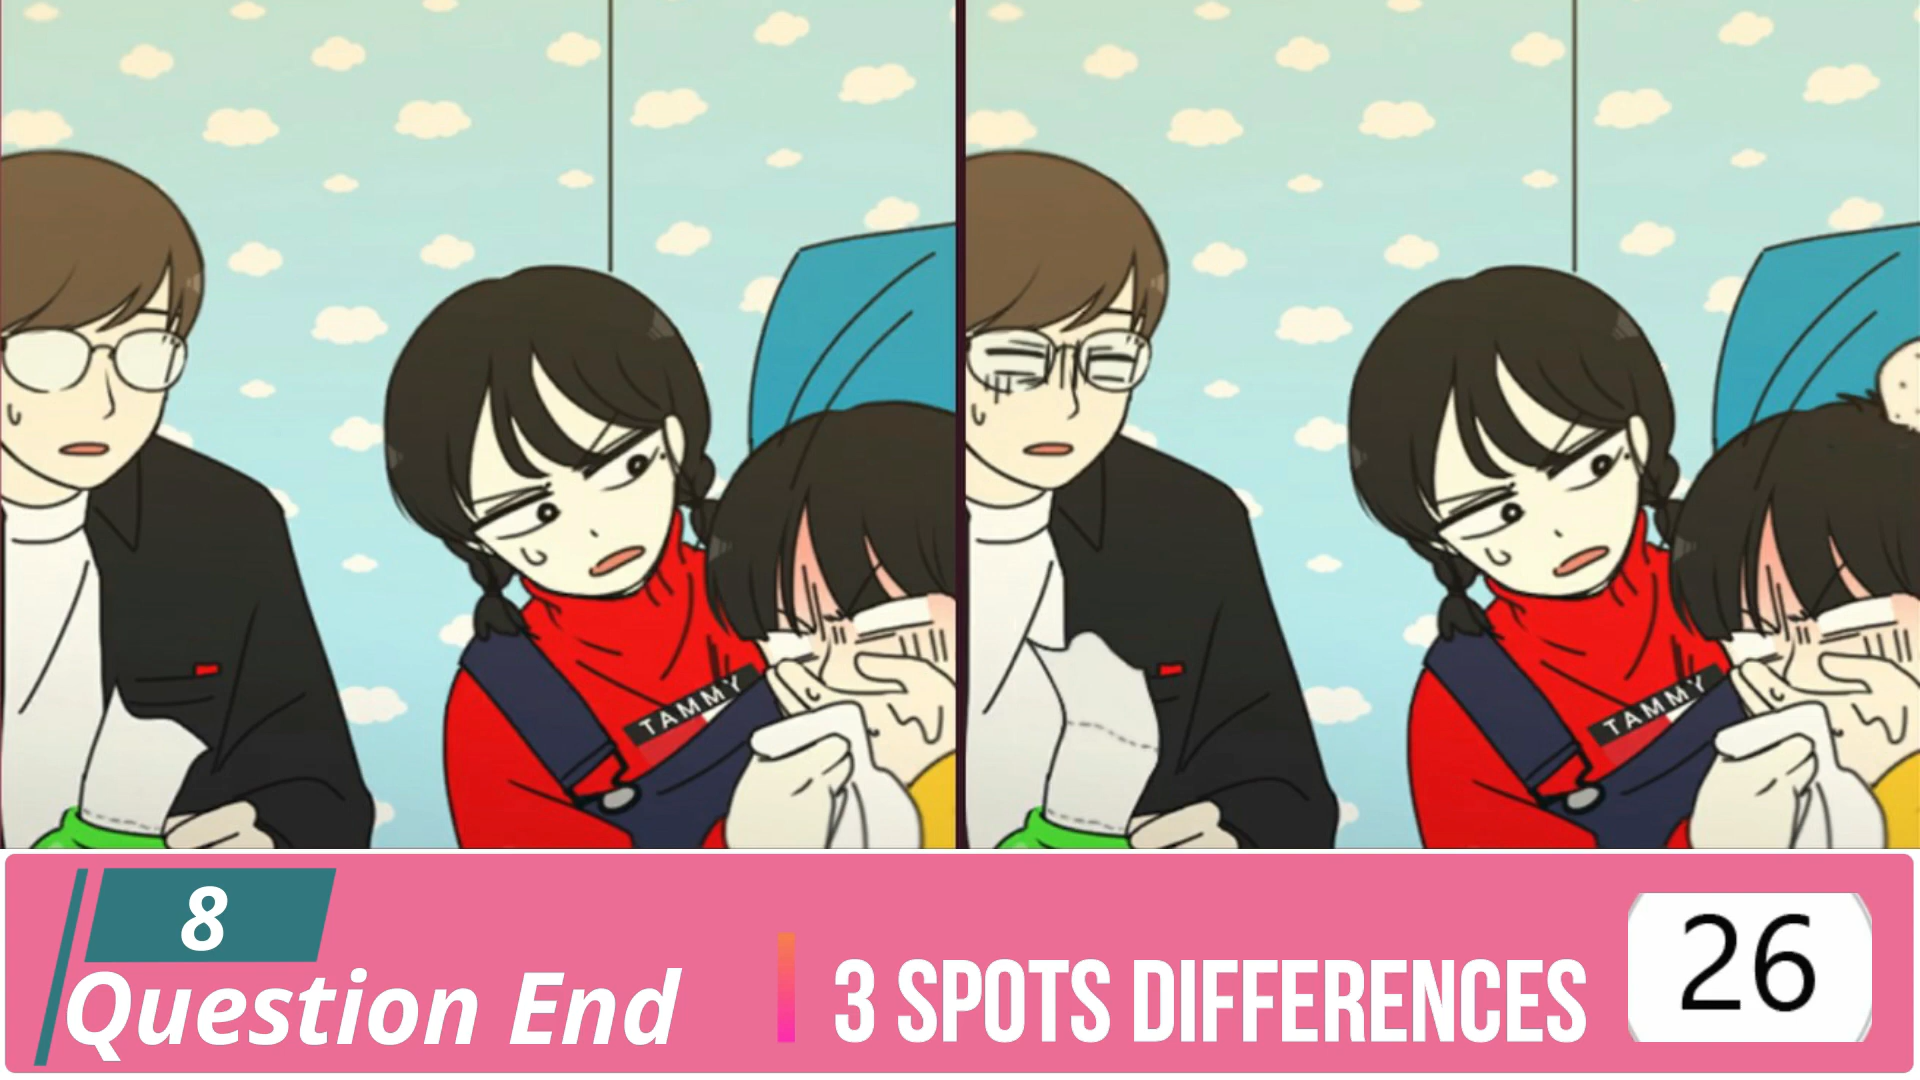 TAMMY
TAMMY
8
Question End
3 SPOTS DIFFERENCES
26